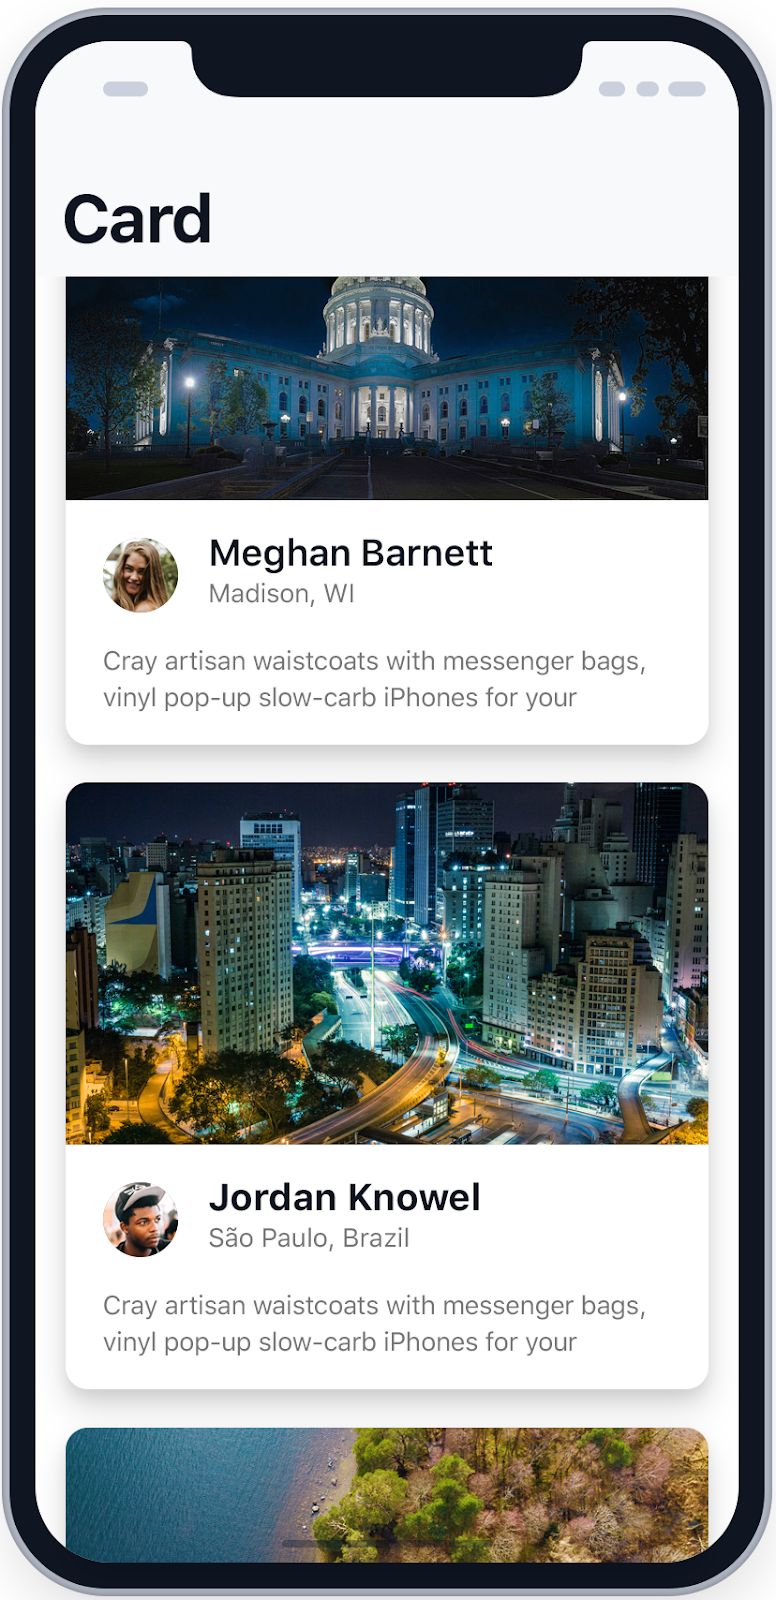 Card
Meghan Barnett
Madison, WI
Cray artisan waistcoats with messenger bags,
vinyl pop-up slow-carb iPhones for your
Jordan Knowel
São Paulo, Brazil
Cray artisan waistcoats with messenger bags,
vinyl pop-up slow-carb iPhones for your